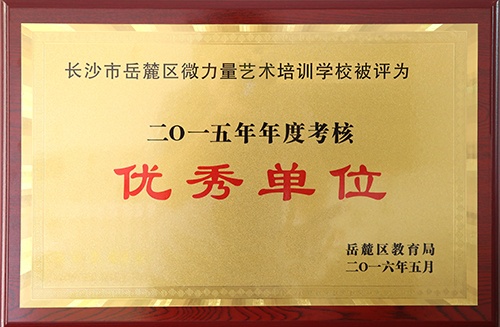 长沙市岳麓区微力量艺术培训学校被评为
二〇一五年年度考核
优秀单位
岳麓区教育局
二〇一六年五月